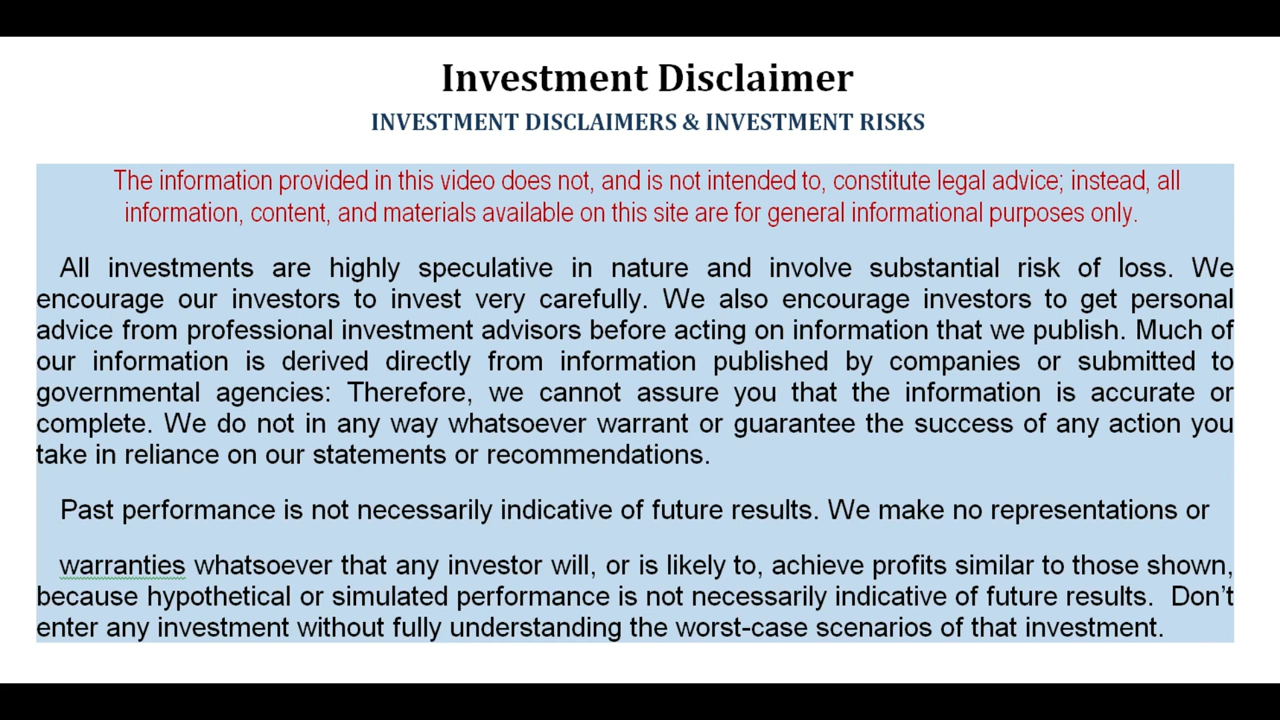 Investment Disclaimer
INVESTMENT DISCLAIMERS & INVESTMENT RISKS
The information provided in this video does not, and is not intended to, constitute legal advice; instead, all
information, content, and materials available on this site are for general informational purposes only.
All investments are highly speculative in nature and involve substantial risk of loss. We
encourage our investors to invest very carefully. We also encourage investors to get personal
advice from professional investment advisors before acting on information that we publish. Much of
our information is derived directly from information published by companies or submitted to
governmental agencies: Therefore, we cannot assure you that the information is accurate or
complete. We do not in any way whatsoever warrant or guarantee the success of any action you
take in reliance on our statements or recommendations.
Past performance is not necessarily indicative of future results. We make no representations or
warranties whatsoever that any investor will, or is likely to, achieve profits similar to those shown,
because hypothetical or simulated performance is not necessarily indicative of future results. Don’t
enter any investment without fully understanding the worst-case scenarios of that investment.